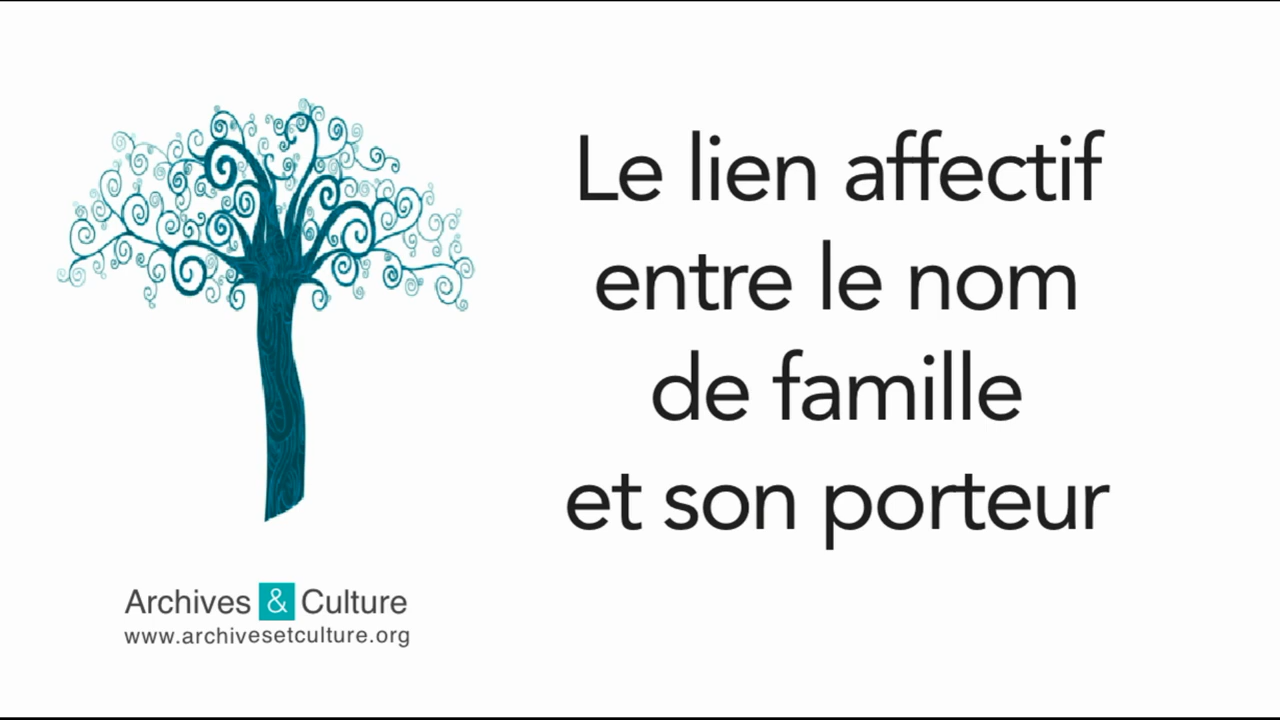 Le lien affectif
entre le nom
de famille
et son porteur
Archives & Culture
www.archivesetculture.org